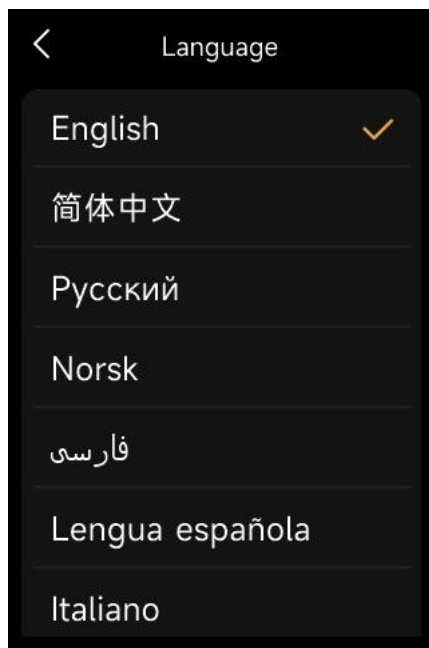 Language
English
简体中文
Русский
Norsk
فارسی
Lengua española
Italiano